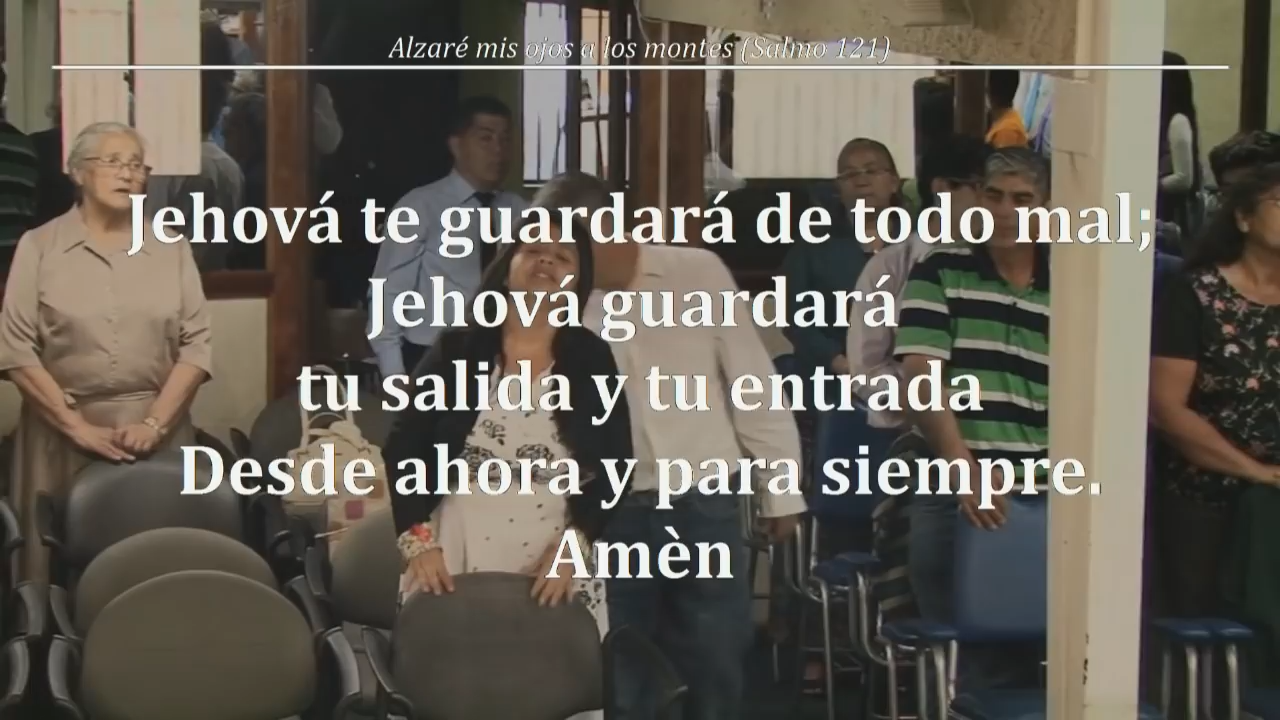 Alzaré mis ojos a los montes (Salmo 121)
Jehová te guardará de todo mal;
Jehová guardará
tu salida y tu entrada
Desde ahora y para siempre.
Amèn